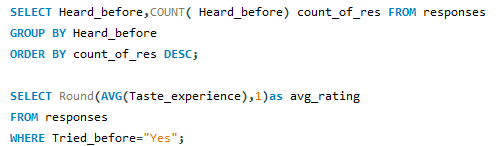 SELECT Heard_before,COUNT( Heard_before) count_of_res FROM responses
GROUP BY Heard_before
ORDER BY count_of_res DESC;
SELECT Round(AVG(Taste_experience),1)as avg_rating
FROM responses
WHERE Tried_before="Yes";